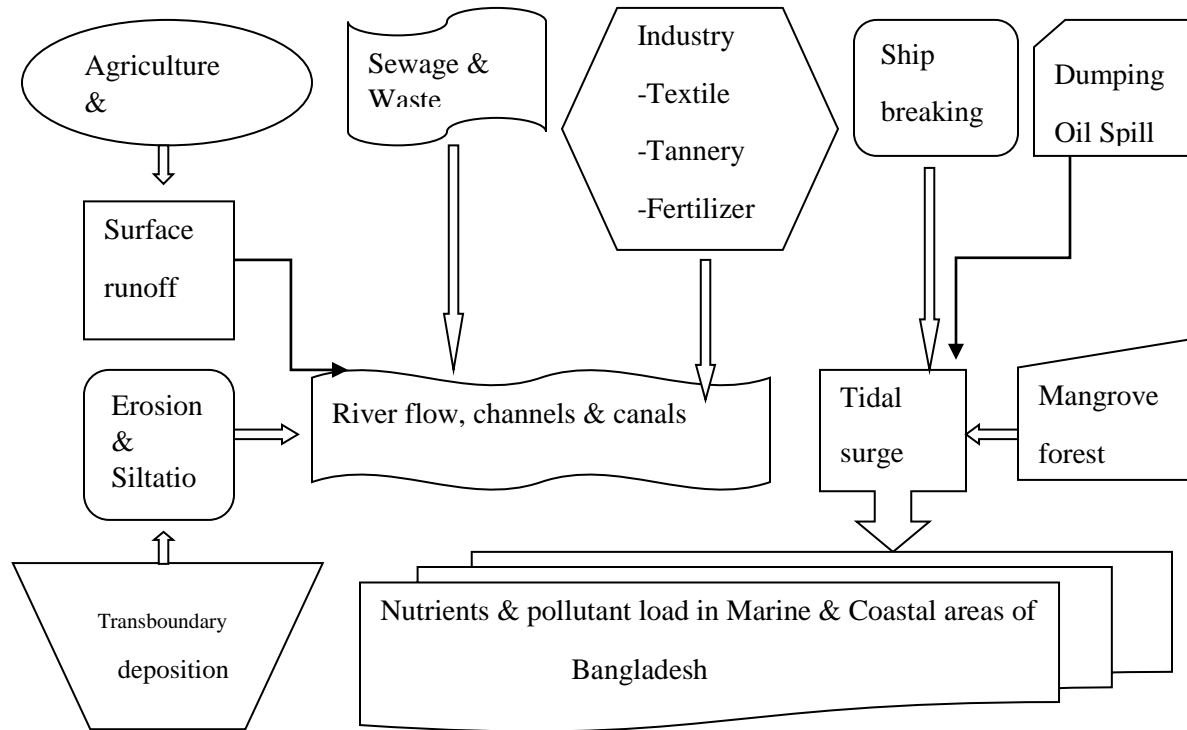 Agriculture
&
Sewage &
Waste
Industry
-Textile
-Tannery
-Fertilizer
Ship
breaking
Dumping
Oil Spill
Surface
runoff
Erosion
&
Siltatio
River flow, channels & canals
Tidal
surge
Mangrove
forest
Transboundary
deposition
Nutrients & pollutant load in Marine & Coastal areas of
Bangladesh